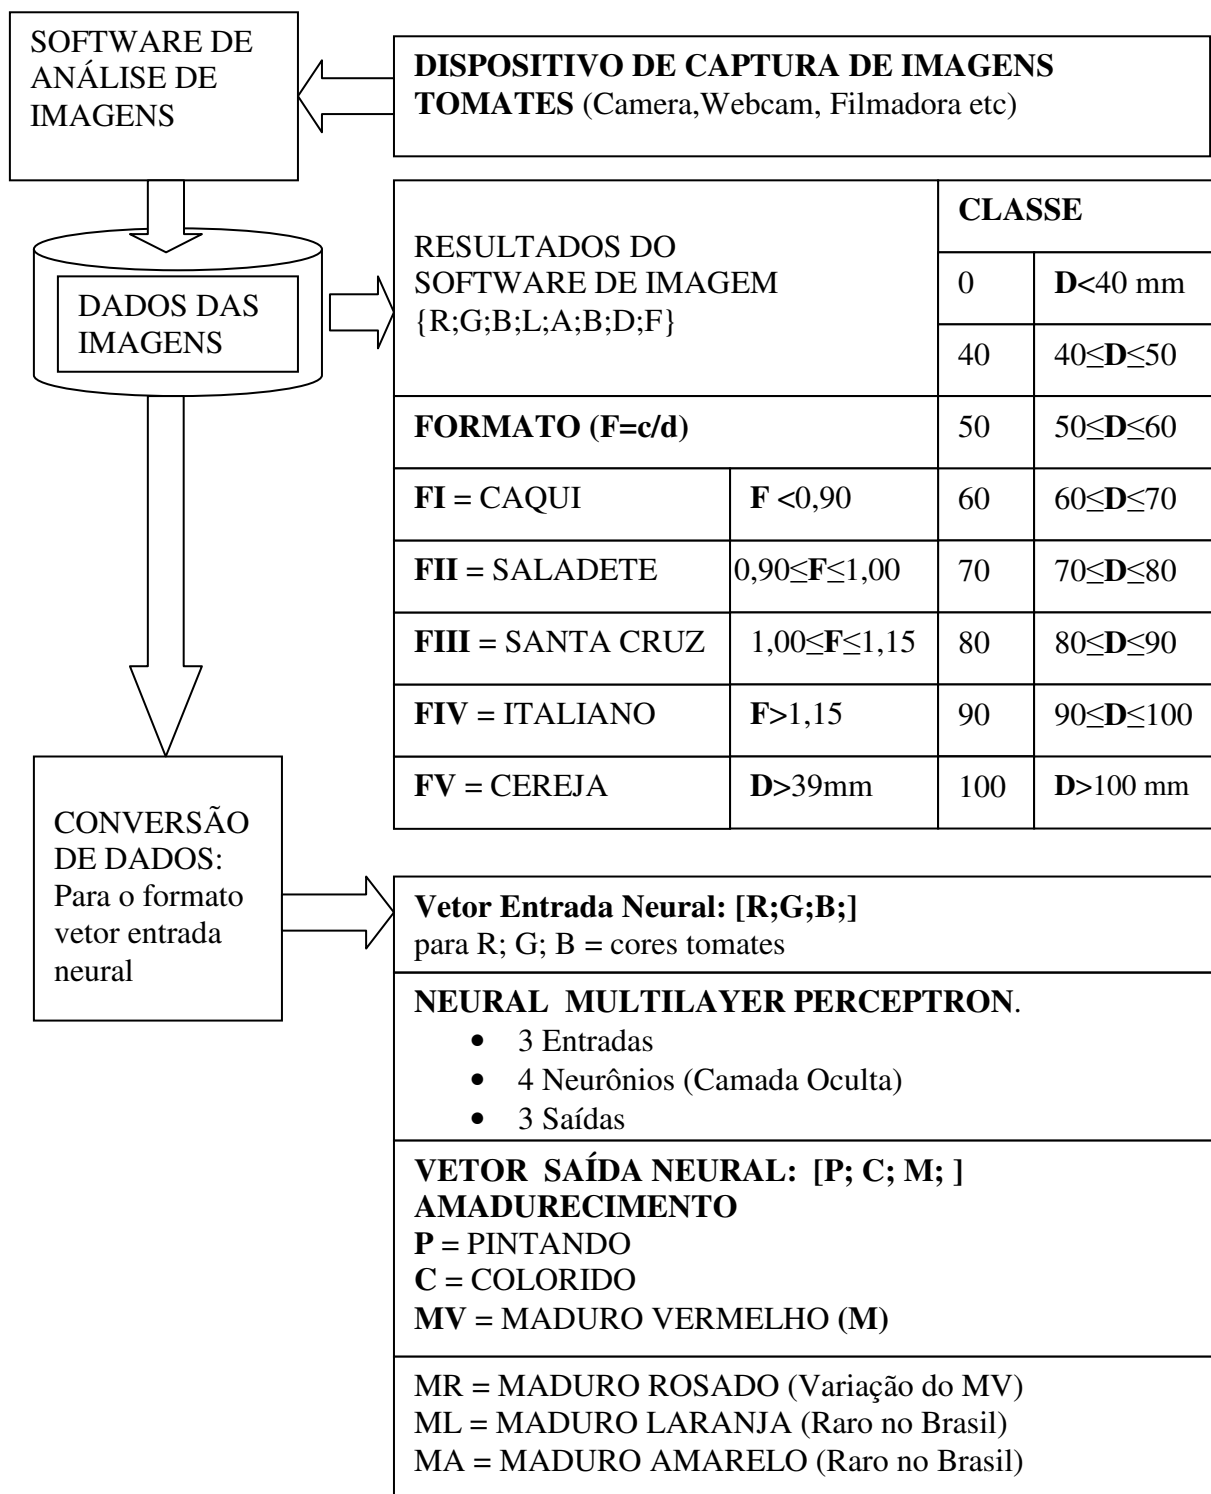 SOFTWARE DE
ANÁLISE DE
IMAGENS
DISPOSITIVO DE CAPTURA DE IMAGENS
TOMATES (Camera,Webcam, Filmadora etc)
DADOS DAS
IMAGENS
RESULTADOS DO
SOFTWARE DE IMAGEM
{R;G;B;L;A;B;D;F}
CLASSE
0 D<40 mm
40 40≤D≤50
FORMATO (F=c/d) 50 50≤D≤60
FI = CAQUI F <0,90 60 60≤D≤70
FII = SALADETE 0,90≤F≤1,00 70 70≤D≤80
FIII = SANTA CRUZ 1,00≤F≤1,15 80 80≤D≤90
FIV = ITALIANO F>1,15 90 90≤D≤100
FV = CEREJA D>39mm 100 D>100 mm
CONVERSÃO
DE DADOS:
Para o formato
vetor entrada
neural
Vetor Entrada Neural: [R;G;B;]
para R; G; B = cores tomates
NEURAL MULTILAYER PERCEPTRON.
• 3 Entradas
• 4 Neurônios (Camada Oculta)
• 3 Saídas
VETOR SAÍDA NEURAL: [P; C; M; ]
AMADURECIMENTO
P = PINTANDO
C = COLORIDO
MV = MADURO VERMELHO (M)
MR = MADURO ROSADO (Variação do MV)
ML = MADURO LARANJA (Raro no Brasil)
MA = MADURO AMARELO (Raro no Brasil)